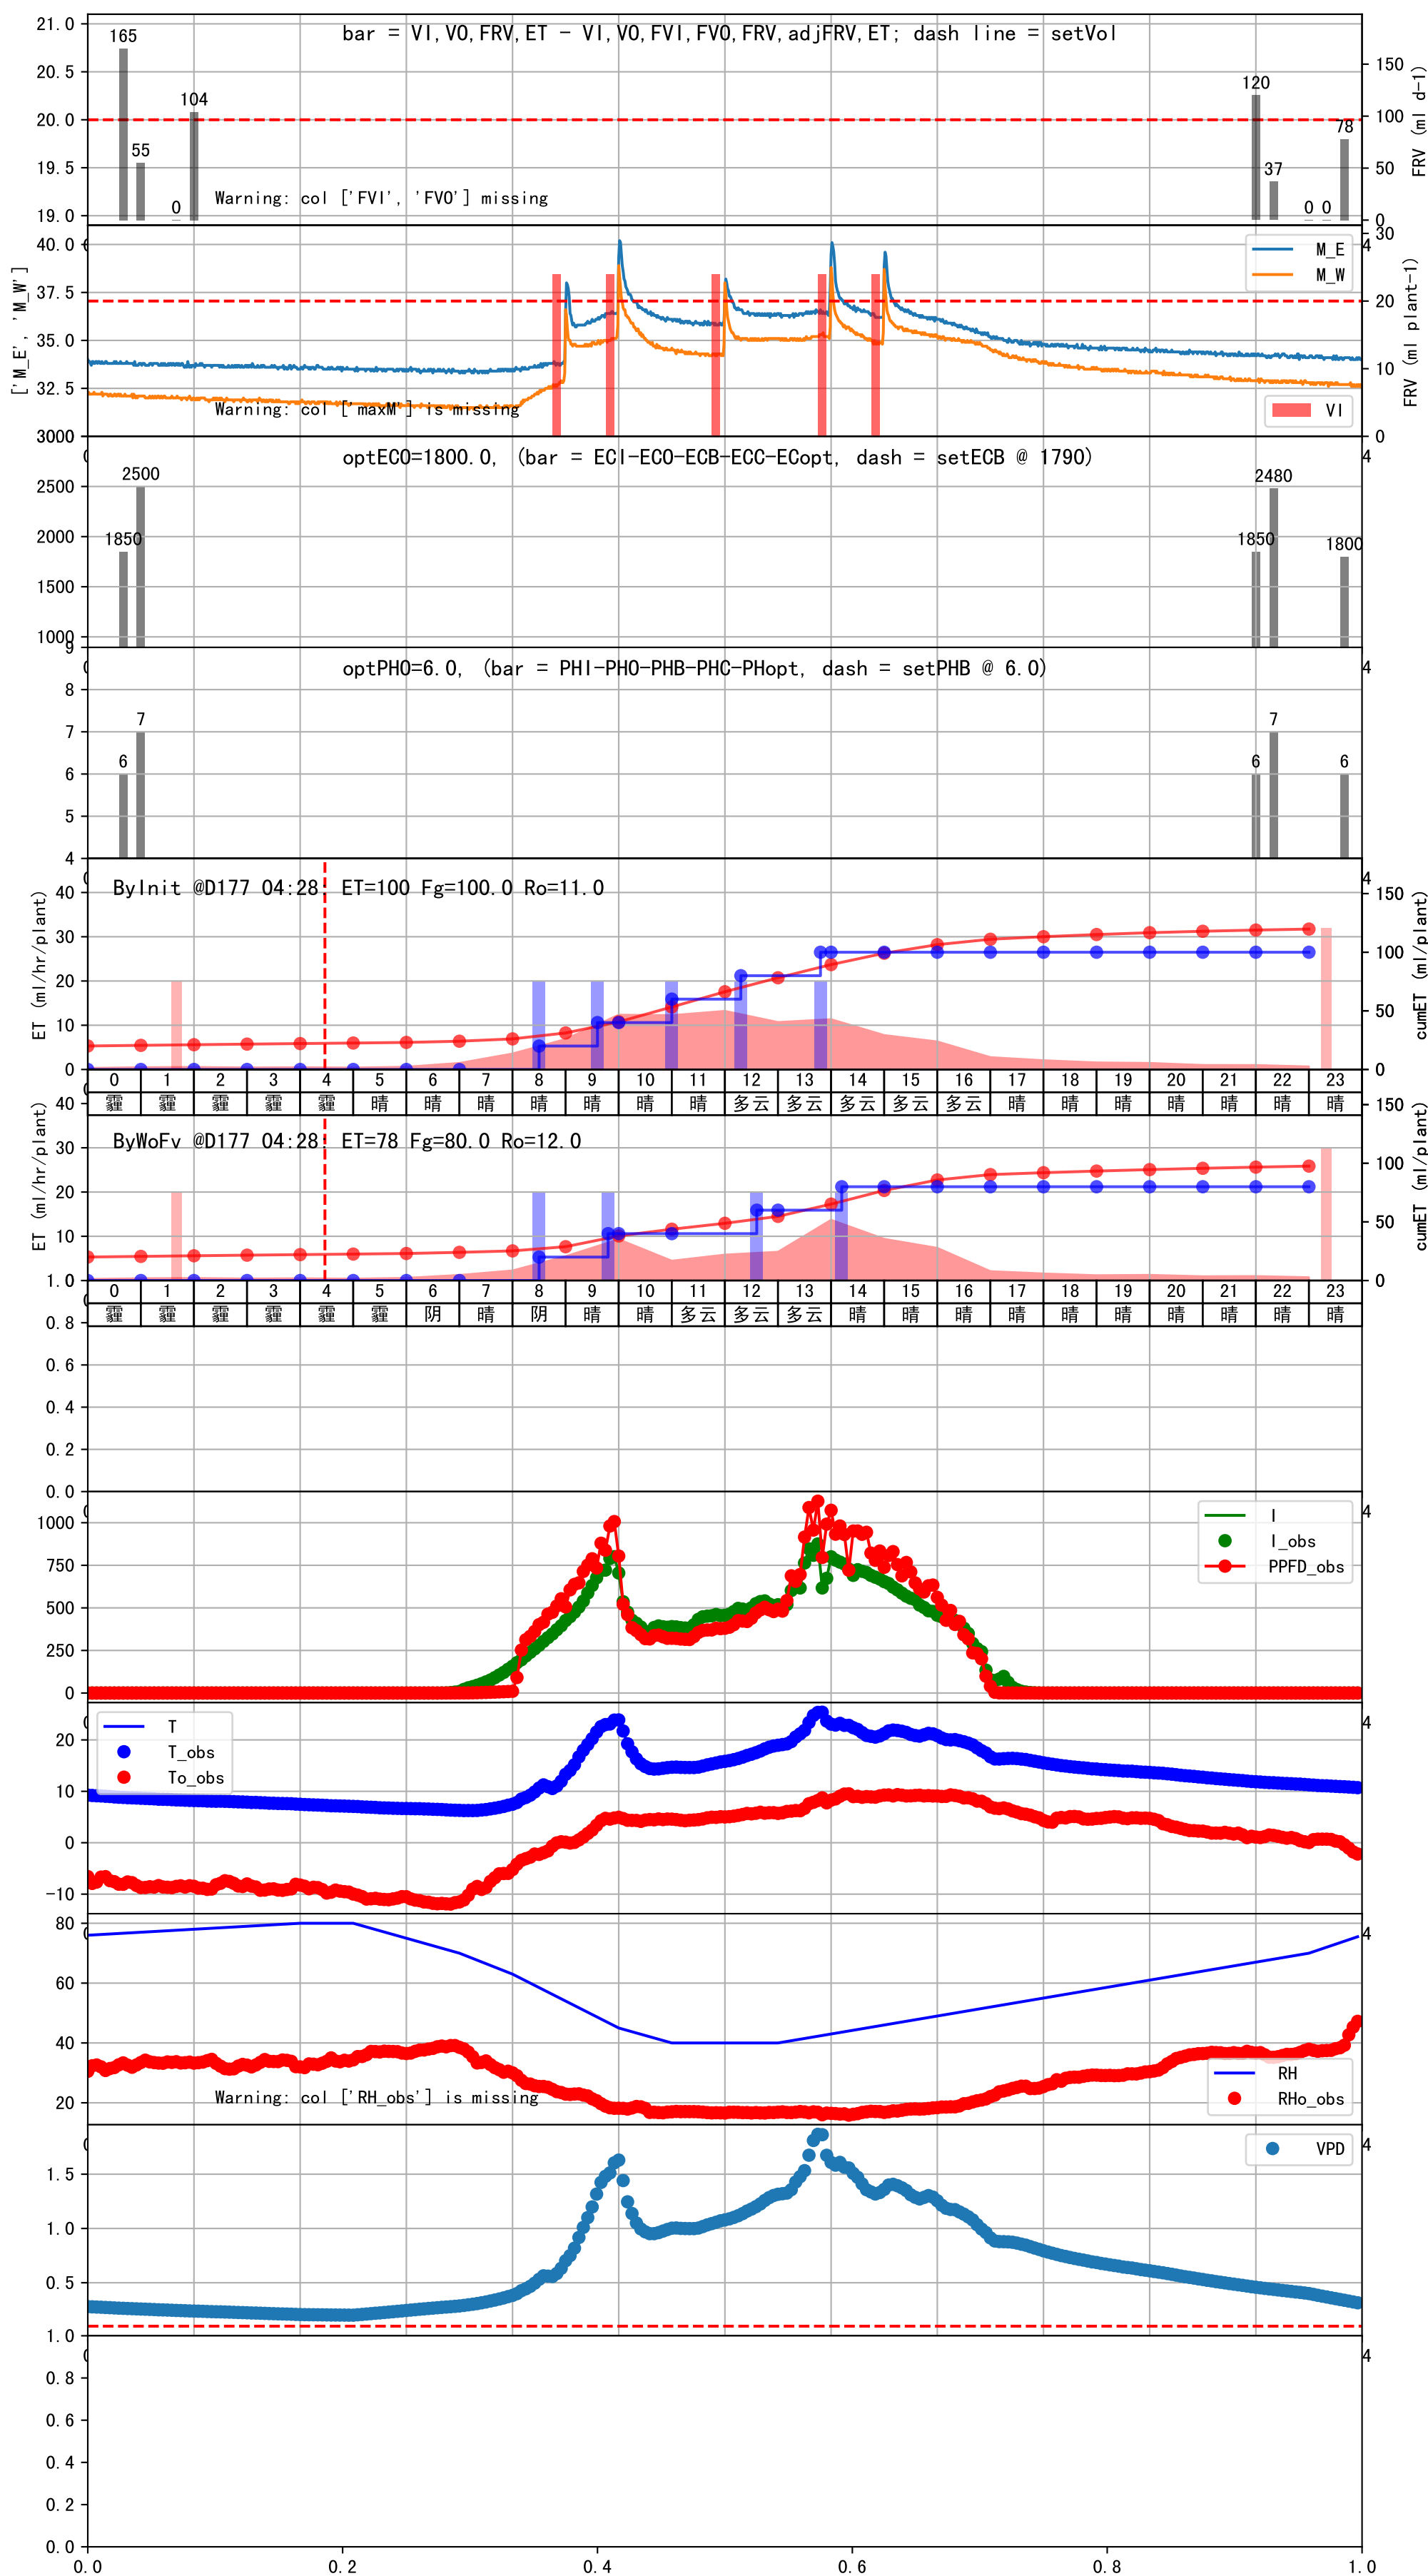 bar = VI,VO,FRV,ET - VI,VO,FVI,FVO,FRV,adjFRV,ET; dash line = setVol
21.0
20.5
20.0
19.5
19.0
165
55
0
104
120
37
0
0
78
150
100
50
0
FRV (ml d-1)
Warning: col ['FVI', 'FVO'] missing
['M_E', 'M_W']
40.0
37.5
35.0
32.5
M_E
M_W
VI
30
20
10
0
FRV (ml plant-1)
Warning: col ['maxM'] is missing
optECO=1800.0, (bar = ECI-ECO-ECB-ECC-ECopt, dash = setECB @ 1790)
3000
2500
2000
1500
1000
1850
2500
1850
2480
1800
optPHO=6.0, (bar = PHI-PHO-PHB-PHC-PHopt, dash = setPHB @ 6.0)
9
8
7
6
5
4
6
7
6
7
6
ByInit @D177 04:28: ET=100 Fg=100.0 Ro=11.0
ET (ml/hr/plant)
40
30
20
10
0
150
100
50
0
cumET (ml/plant)
0 1 2 3 4 5 6 7 8 9 10 11 12 13 14 15 16 17 18 19 20 21 22 23
霾 霾 霾 霾 霾 晴 晴 晴 晴 晴 晴 晴 多云 多云 多云 多云 多云 晴 晴 晴 晴 晴 晴 晴
ByWoFv @D177 04:28: ET=78 Fg=80.0 Ro=12.0
ET (ml/hr/plant)
40
30
20
10
150
100
50
0
cumET (ml/plant)
0 1 2 3 4 5 6 7 8 9 10 11 12 13 14 15 16 17 18 19 20 21 22 23
霾 霾 霾 霾 霾 霾 阴 晴 阴 晴 晴 多云 多云 多云 晴 晴 晴 晴 晴 晴 晴 晴 晴 晴
1.0
0.8
0.6
0.4
0.2
0.0
1000
750
500
250
0
I
I_obs
PPFD_obs
20
10
0
-10
T
T_obs
To_obs
80
60
40
20
RH
RHo_obs
Warning: col ['RH_obs'] is missing
1.5
1.0
0.5
VPD
1.0
0.8
0.6
0.4
0.2
0.0
0.0 0.2 0.4 0.6 0.8 1.0